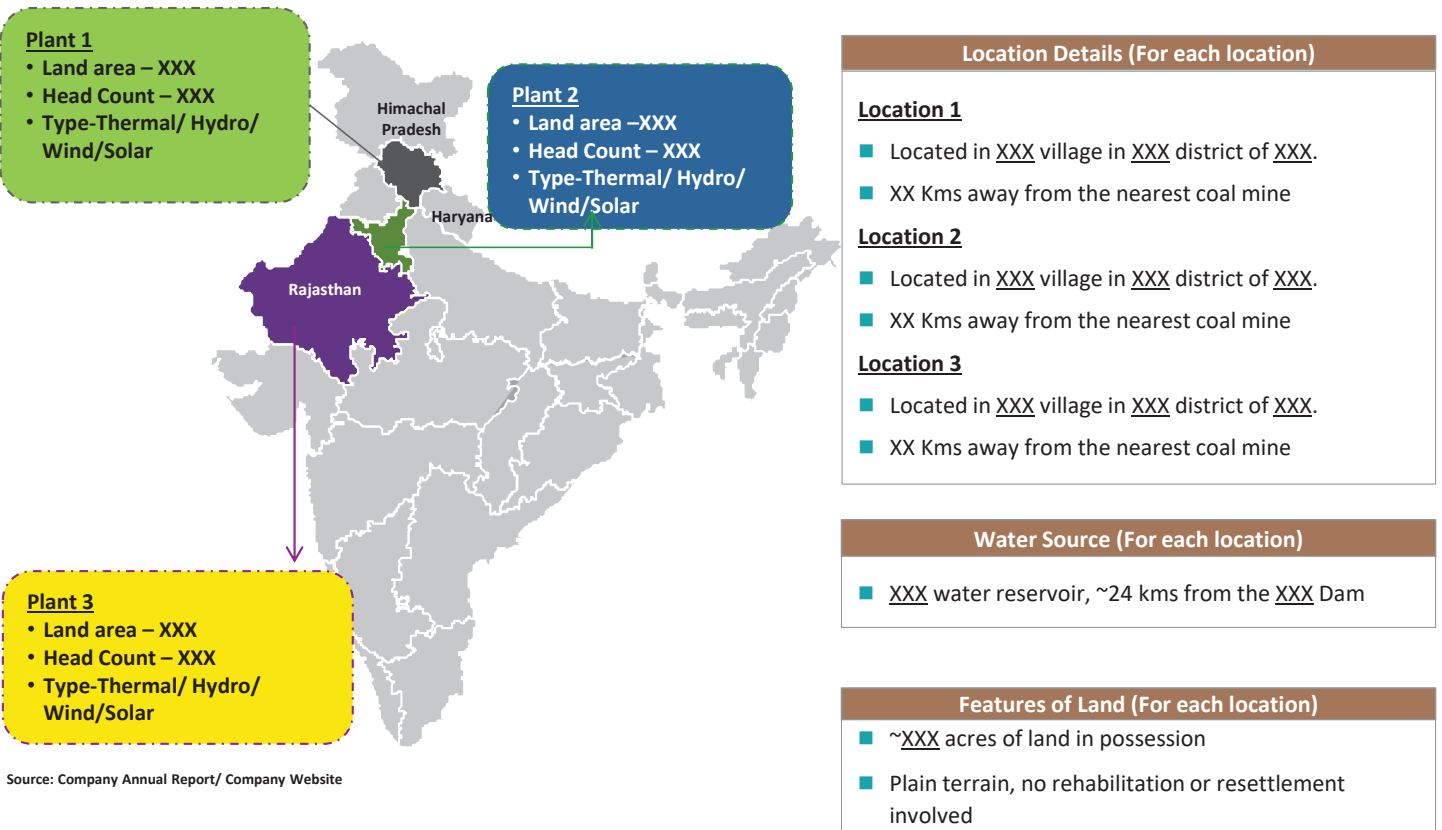 Plant 1
• Land area – XXX
• Head Count – XXX
• Type-Thermal/ Hydro/
Wind/Solar
Himachal
Pradesh
Plant 2
• Land area –XXX
• Head Count – XXX
• Type-Thermal/ Hydro/
Wind/Solar
Haryana
Rajasthan
Plant 3
• Land area – XXX
• Head Count – XXX
• Type-Thermal/ Hydro/
Wind/Solar
Source: Company Annual Report/ Company Website
Location Details (For each location)
Location 1
■ Located in XXX village in XXX district of XXX.
■ XX Kms away from the nearest coal mine
Location 2
■ Located in XXX village in XXX district of XXX.
■ XX Kms away from the nearest coal mine
Location 3
■ Located in XXX village in XXX district of XXX.
■ XX Kms away from the nearest coal mine
Water Source (For each location)
■ XXX water reservoir, ~24 kms from the XXX Dam
Features of Land (For each location)
■ ~XXX acres of land in possession
■ Plain terrain, no rehabilitation or resettlement
involved